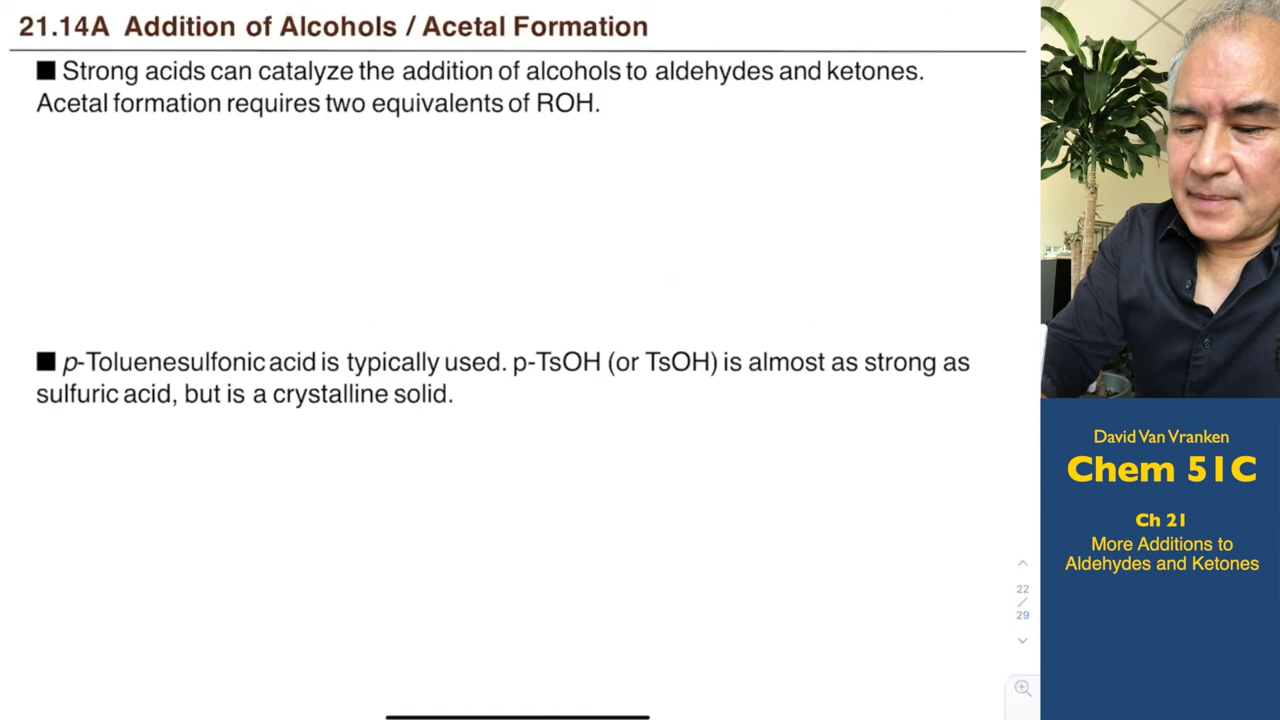 21.14A Addition of Alcohols / Acetal Formation
■ Strong acids can catalyze the addition of alcohols to aldehydes and ketones.
Acetal formation requires two equivalents of ROH.
■ p-Toluenesulfonic acid is typically used. p-TsOH (or TsOH) is almost as strong as
sulfuric acid, but is a crystalline solid.
David Van Vranken
Chem 51C
Ch 21
More Additions to
Aldehydes and Ketones
22
/
29